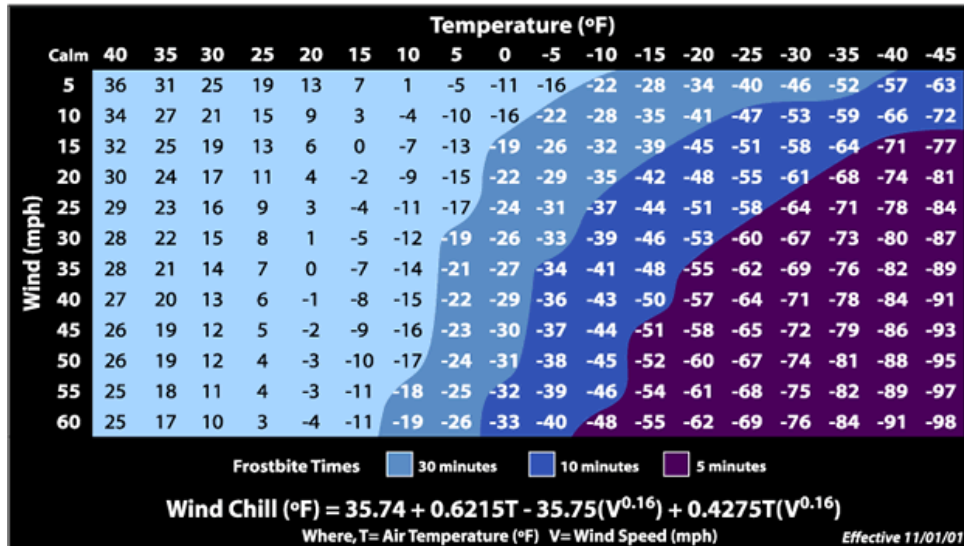 Temperature (ºF)
Calm 40 35 30 25 20 15 10 5 0 -5 -10 -15 -20 -25 -30 -35 -40 -45
Wind (mph)
5 36 31 25 19 13 7 1 -5 -11 -16 -22 -28 -34 -40 -46 -52 -57 -63
10 34 27 21 15 9 3 -4 -10 -16 -22 -28 -35 -41 -47 -53 -59 -66 -72
15 32 25 19 13 6 0 -7 -13 -19 -26 -32 -39 -45 -51 -58 -64 -71 -77
20 30 24 17 11 4 -2 -9 -15 -22 -29 -35 -42 -48 -55 -61 -68 -74 -81
25 29 23 16 9 3 -4 -11 -17 -24 -31 -37 -44 -51 -58 -64 -71 -78 -84
30 28 22 15 8 1 -5 -12 -19 -26 -33 -39 -46 -53 -60 -67 -73 -80 -87
35 28 21 14 7 0 -7 -14 -21 -27 -34 -41 -48 -55 -62 -69 -76 -82 -89
40 27 20 13 6 -1 -8 -15 -22 -29 -36 -43 -50 -57 -64 -71 -78 -84 -91
45 26 19 12 5 -2 -9 -16 -23 -30 -37 -44 -51 -58 -65 -72 -79 -86 -93
50 26 19 12 4 -3 -10 -17 -24 -31 -38 -45 -52 -60 -67 -74 -81 -88 -95
55 25 18 11 4 -3 -11 -18 -25 -32 -39 -46 -54 -61 -68 -75 -82 -89 -97
60 25 17 10 3 -4 -11 -19 -26 -33 -40 -48 -55 -62 -69 -76 -84 -91 -98
Frostbite Times 30 minutes 10 minutes 5 minutes
Wind Chill (ºF) = 35.74 + 0.6215T - 35.75(V^0.16) + 0.4275T(V^0.16)
Where, T= Air Temperature (ºF) V= Wind Speed (mph) Effective 11/01/01